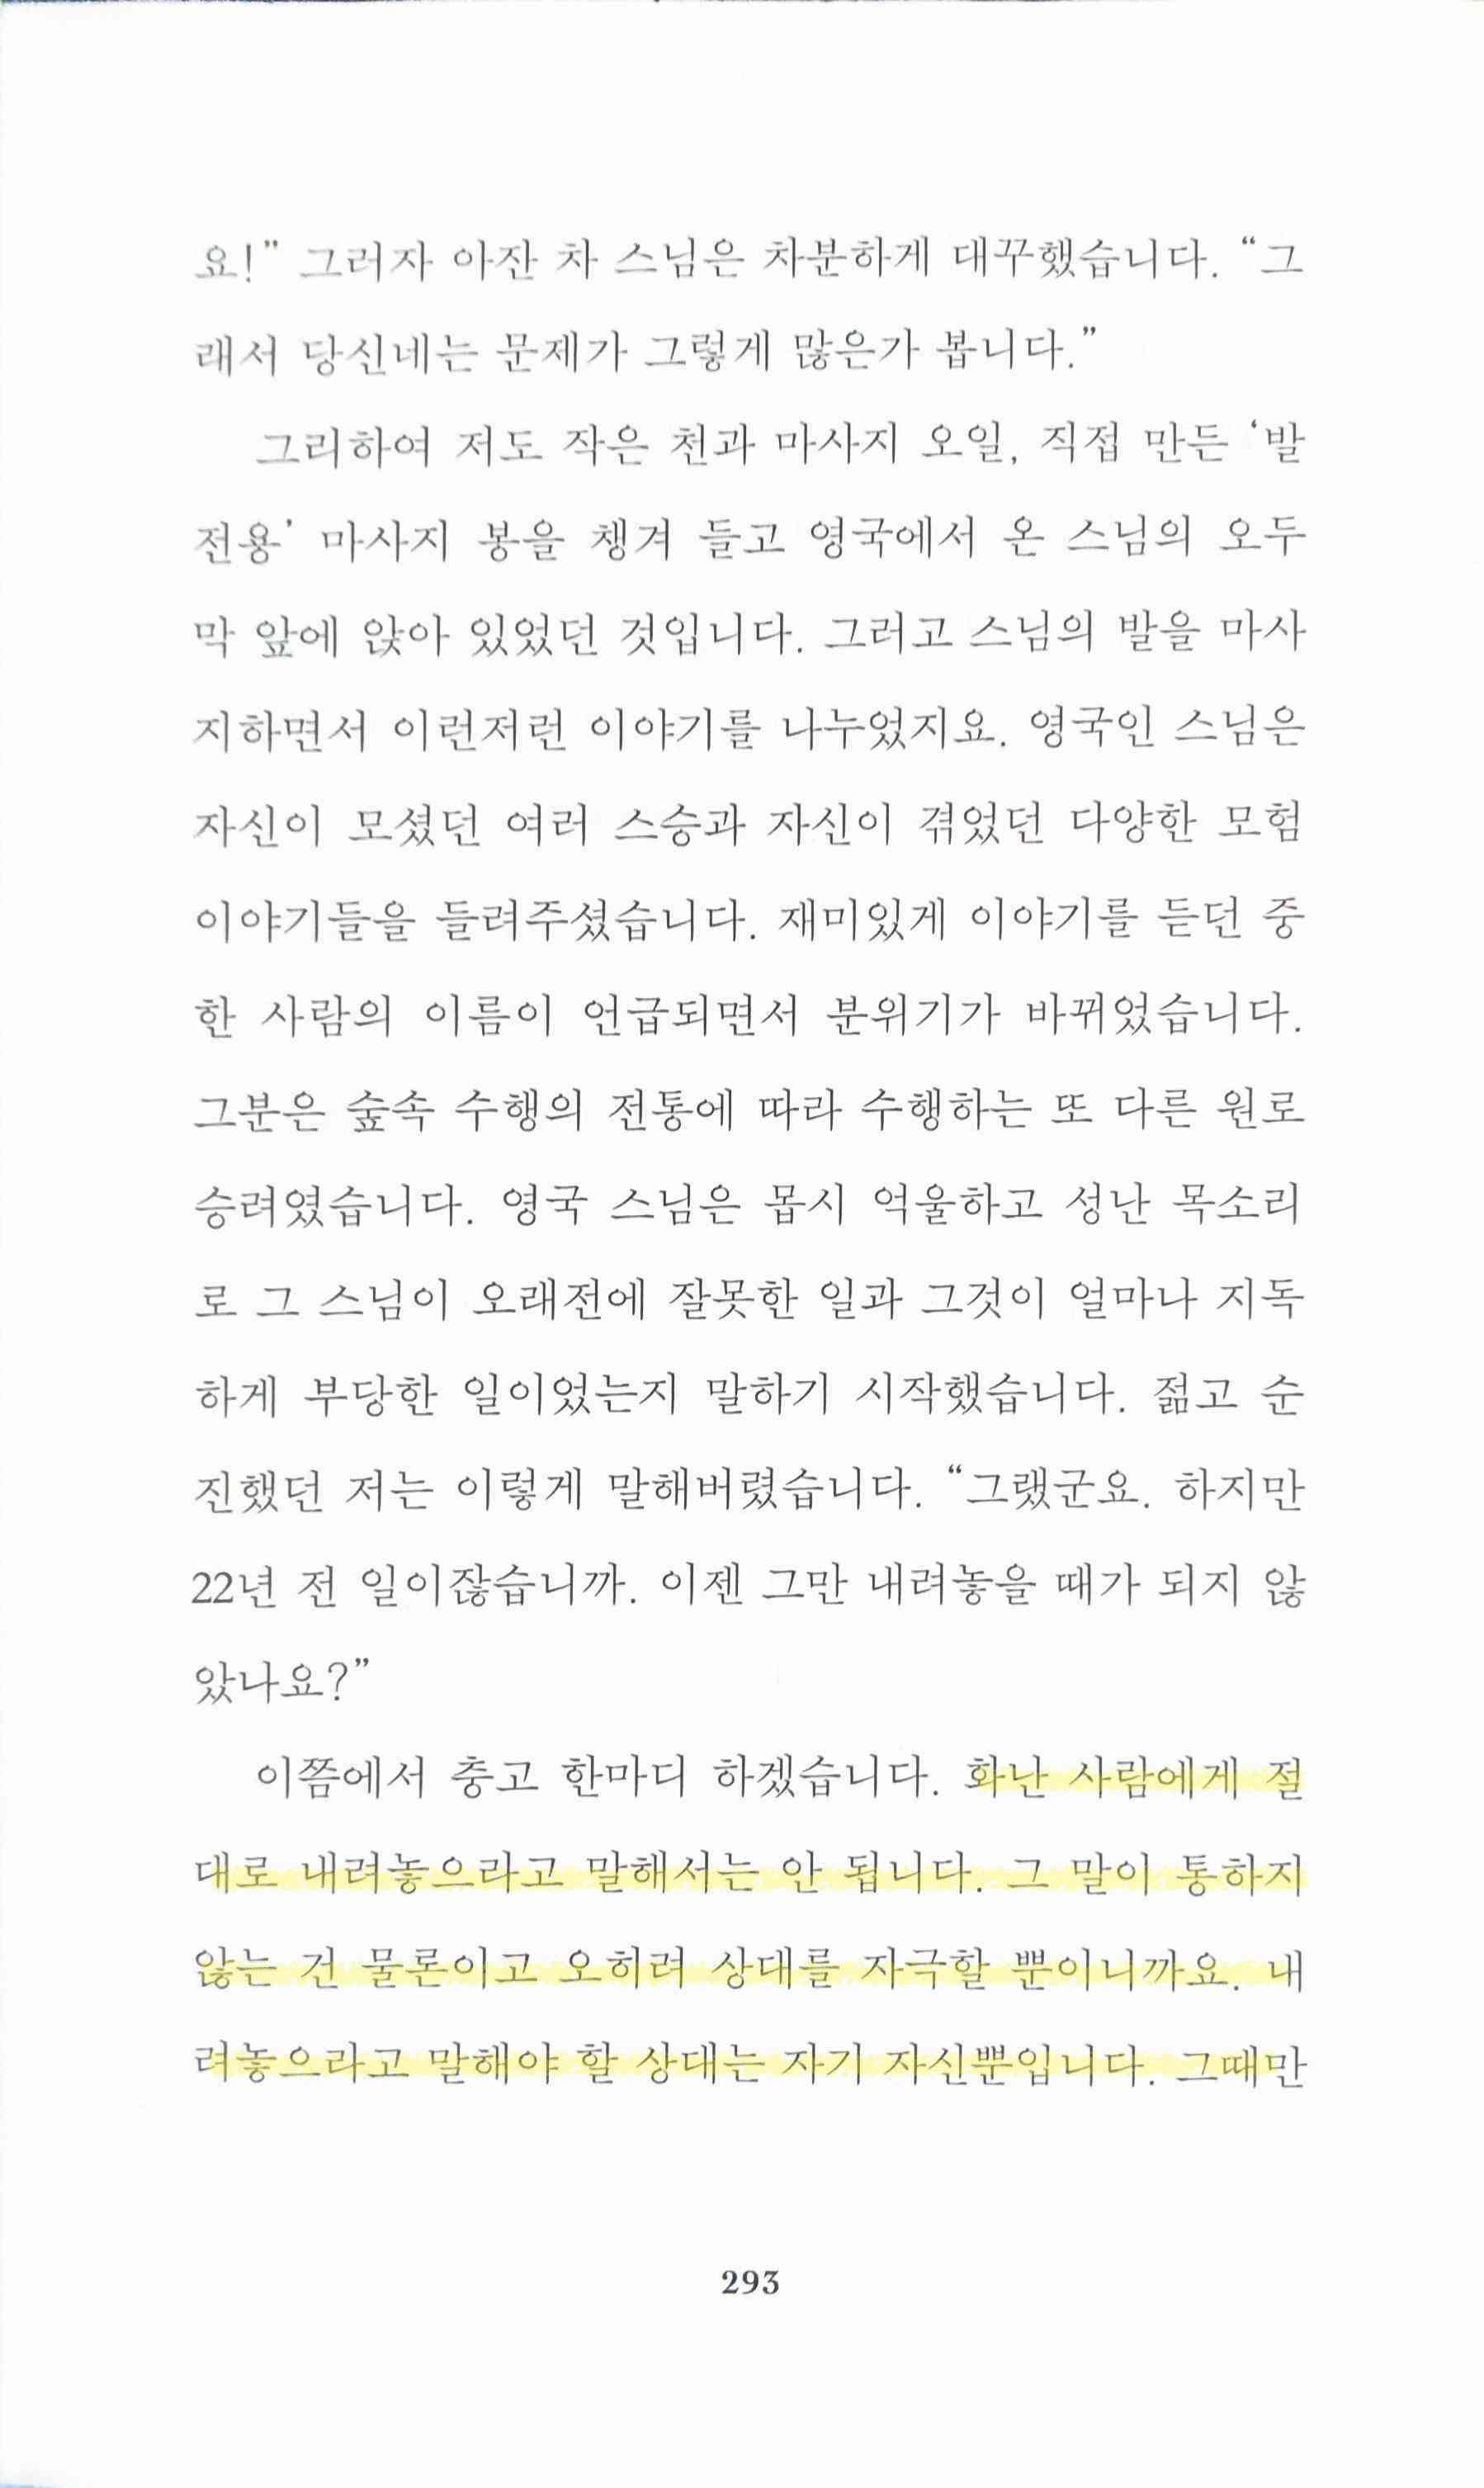 요!” 그러자 아잔 차 스님은 차분하게 대꾸했습니다. “그
래서 당신네는 문제가 그렇게 많은가 봅니다.”
그리하여 저도 작은 천과 마사지 오일, 직접 만든 ‘발
전용’ 마사지 봉을 챙겨 들고 영국에서 온 스님의 오두
막 앞에 앉아 있었던 것입니다. 그러고 스님의 발을 마사
지하면서 이런저런 이야기를 나누었지요. 영국인 스님은
자신이 모셨던 여러 스승과 자신이 겪었던 다양한 모험
이야기들을 들려주셨습니다. 재미있게 이야기를 듣던 중
한 사람의 이름이 언급되면서 분위기가 바뀌었습니다.
그분은 숲속 수행의 전통에 따라 수행하는 또 다른 원로
승려였습니다. 영국 스님은 몹시 억울하고 성난 목소리
로 그 스님이 오래전에 잘못한 일과 그것이 얼마나 지독
하게 부당한 일이었는지 말하기 시작했습니다. 젊고 순
진했던 저는 이렇게 말해버렸습니다. “그랬군요. 하지만
22년 전 일이잖습니까. 이젠 그만 내려놓을 때가 되지 않
았나요?”
이쯤에서 충고 한마디 하겠습니다. 화난 사람에게 절
대로 내려놓으라고 말해서는 안 됩니다. 그 말이 통하지
않는 건 물론이고 오히려 상대를 자극할 뿐이니까요. 내
려놓으라고 말해야 할 상대는 자기 자신뿐입니다. 그때만
293